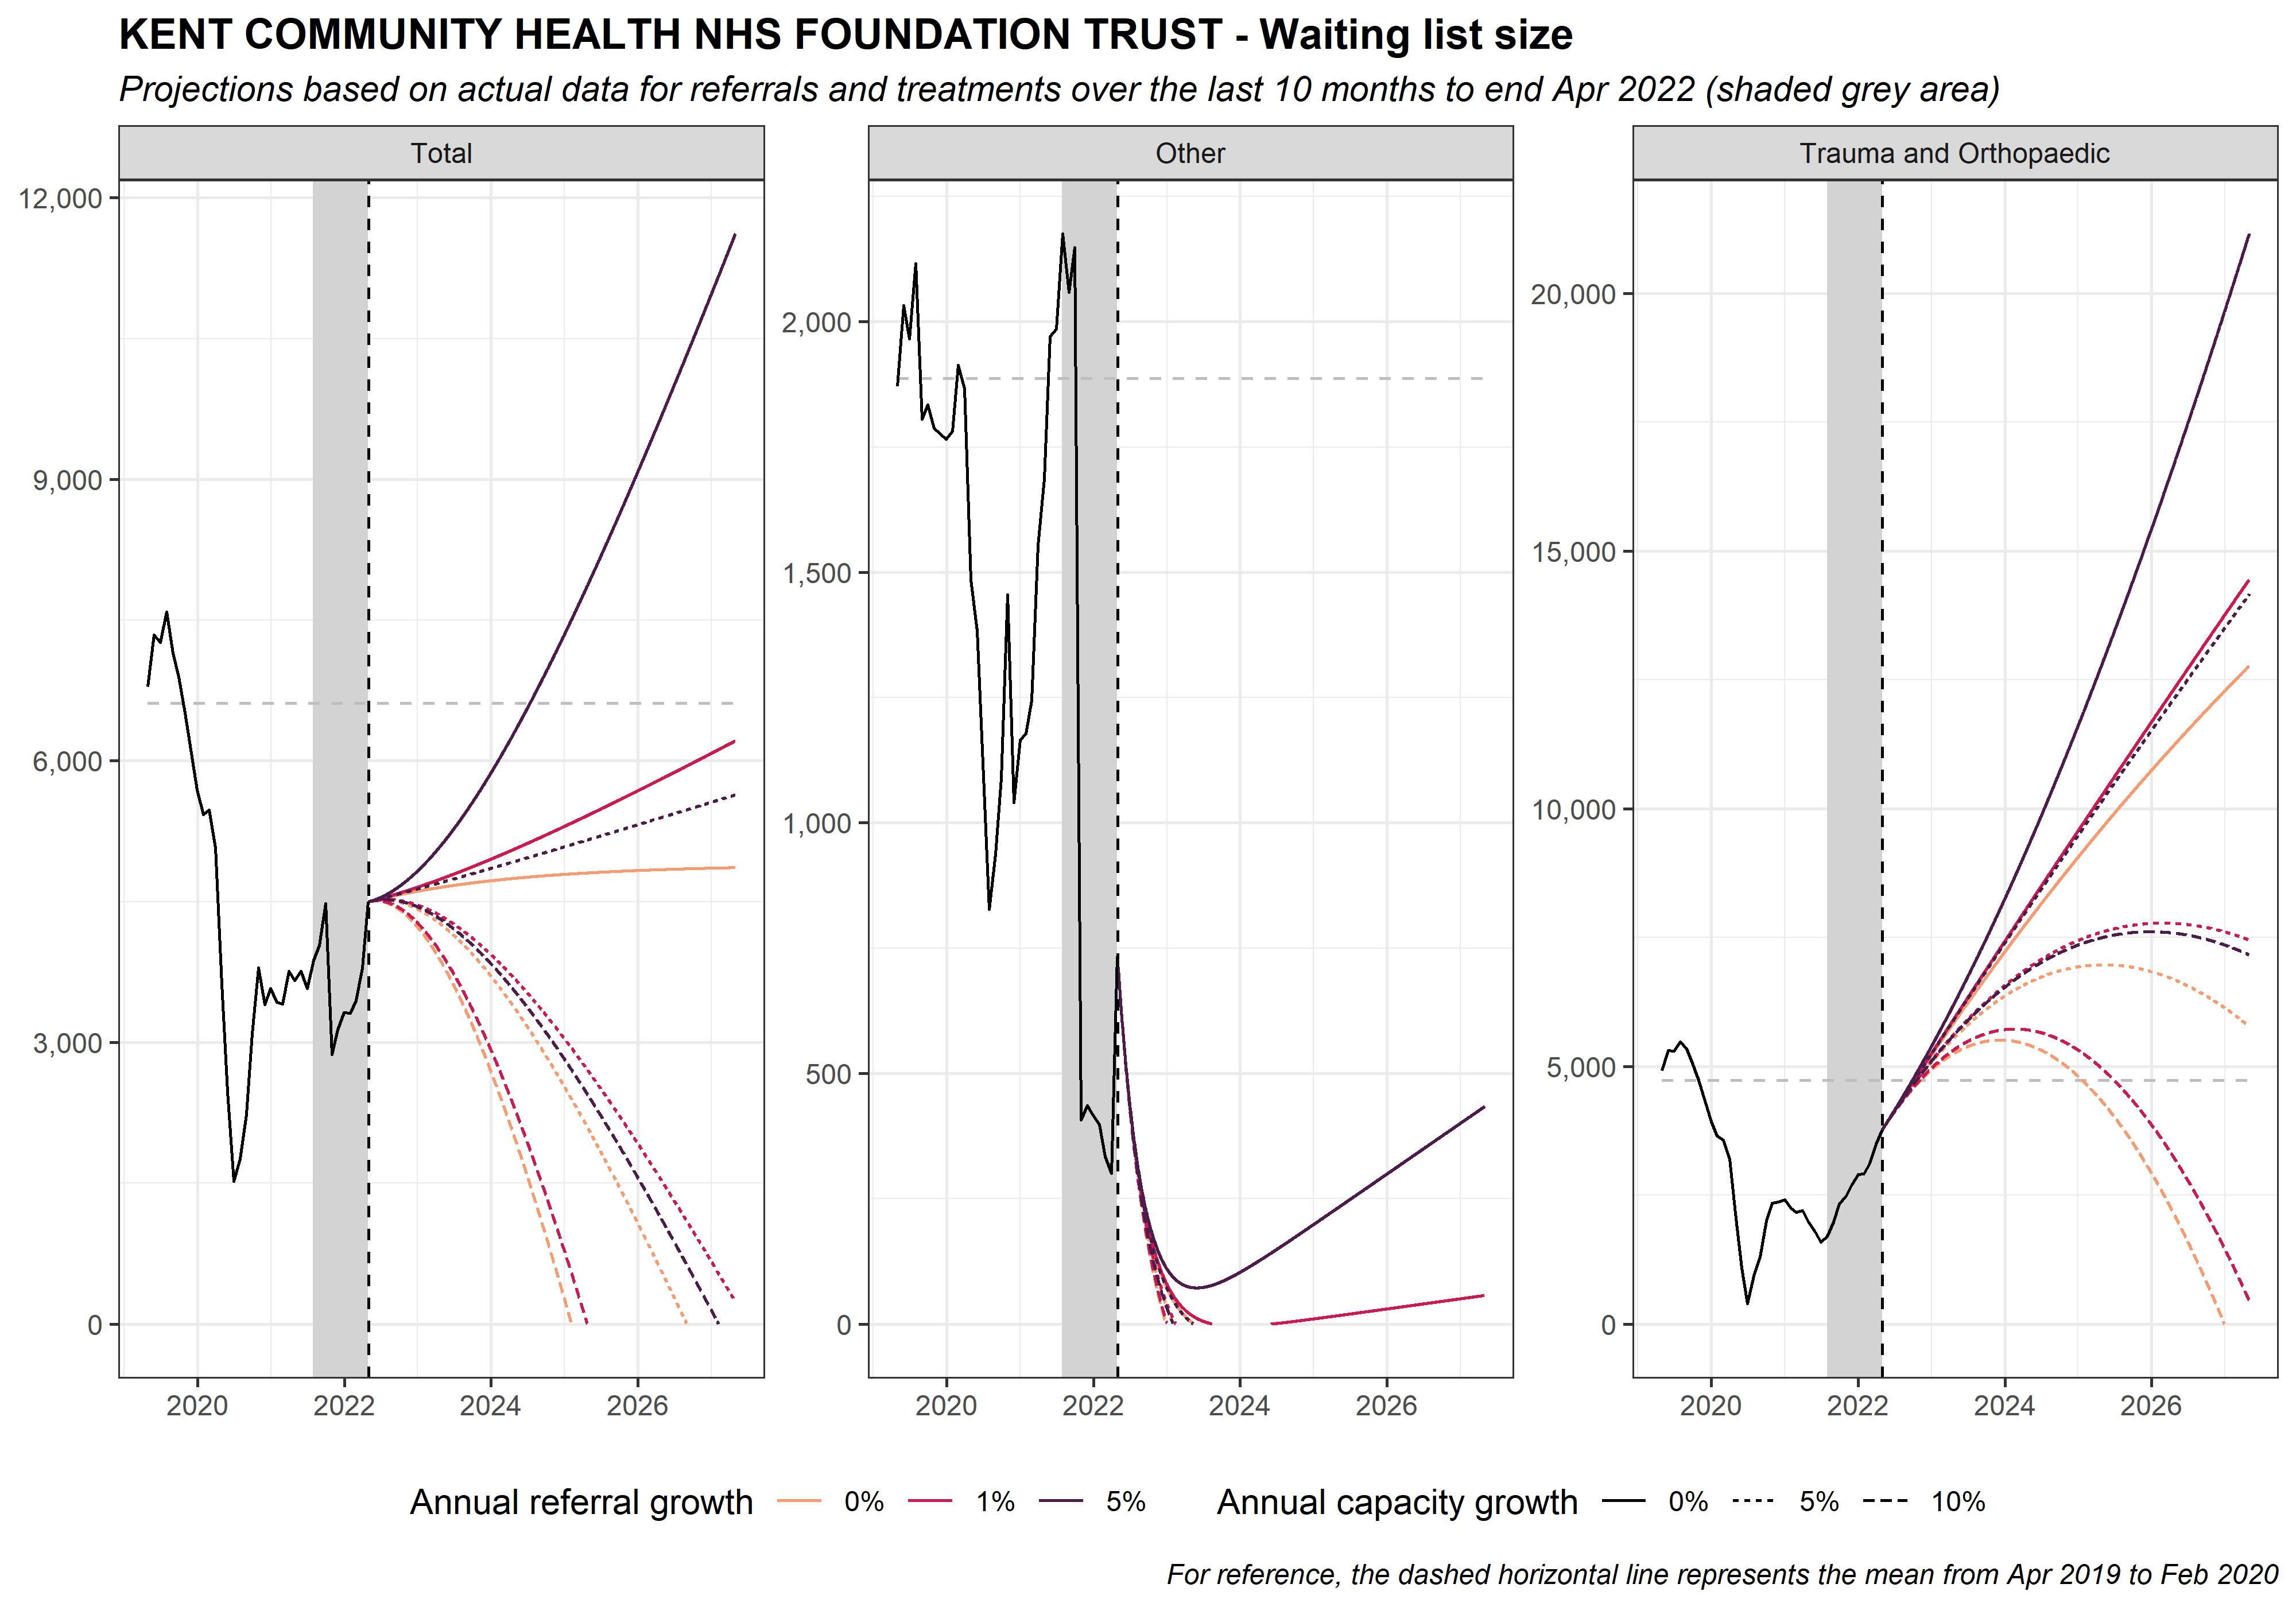 KENT COMMUNITY HEALTH NHS FOUNDATION TRUST - Waiting list size
Projections based on actual data for referrals and treatments over the last 10 months to end Apr 2022 (shaded grey area)
Total
Other
Trauma and Orthopaedic
12,000
9,000
6,000
3,000
0
2,000
1,500
1,000
500
0
20,000
15,000
10,000
5,000
0
2020 2022 2024 2026
2020 2022 2024 2026
2020 2022 2024 2026
Annual referral growth 0% 1% 5% Annual capacity growth 0% 5% 10%
For reference, the dashed horizontal line represents the mean from Apr 2019 to Feb 2020